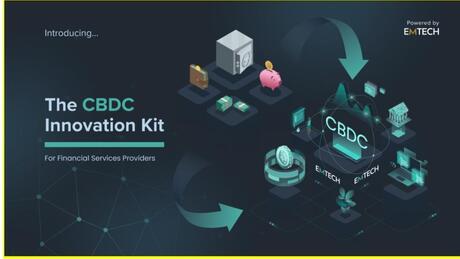 Introducing...
Powered by
EMTECH
The CBDC
Innovation Kit
For Financial Services Providers
CBDC
EMTECH
EMTECH